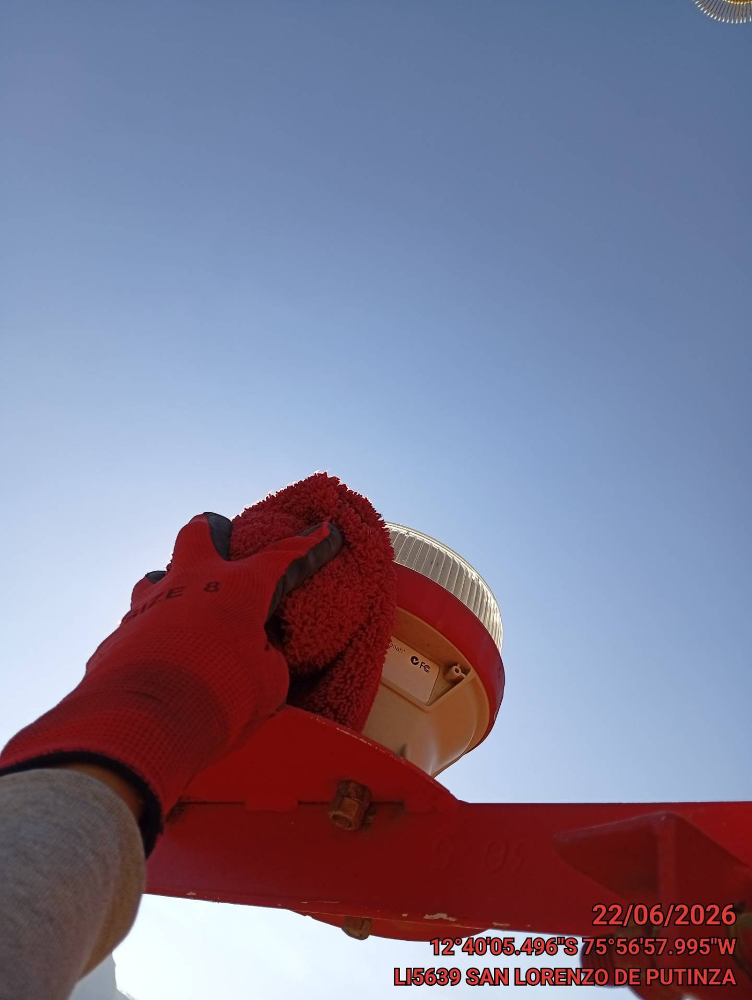 SIZE 8
FC
22/06/2026
12°40'05.496"S 75°56'57.995"W
LI5639 SAN LORENZO DE PUTINZA